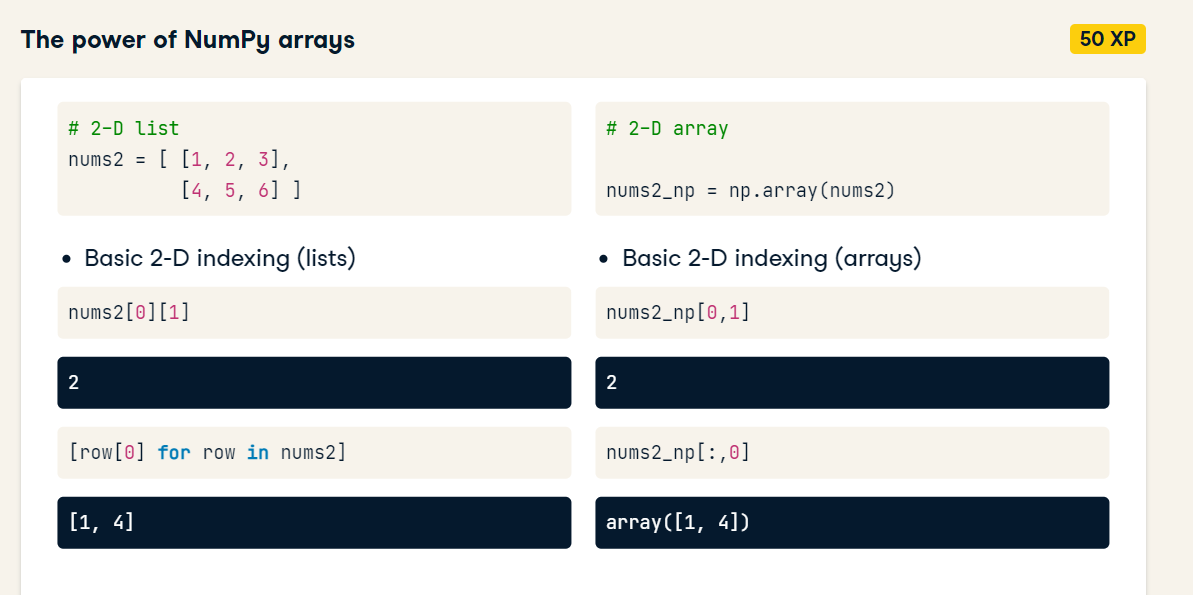 The power of NumPy arrays
50 XP
# 2-D list
nums2 = [ [1, 2, 3],
          [4, 5, 6] ]
# 2-D array
nums2_np = np.array(nums2)
• Basic 2-D indexing (lists)
• Basic 2-D indexing (arrays)
nums2[0][1]
nums2_np[0,1]
2
2
[row[0] for row in nums2]
nums2_np[:,0]
[1, 4]
array([1, 4])